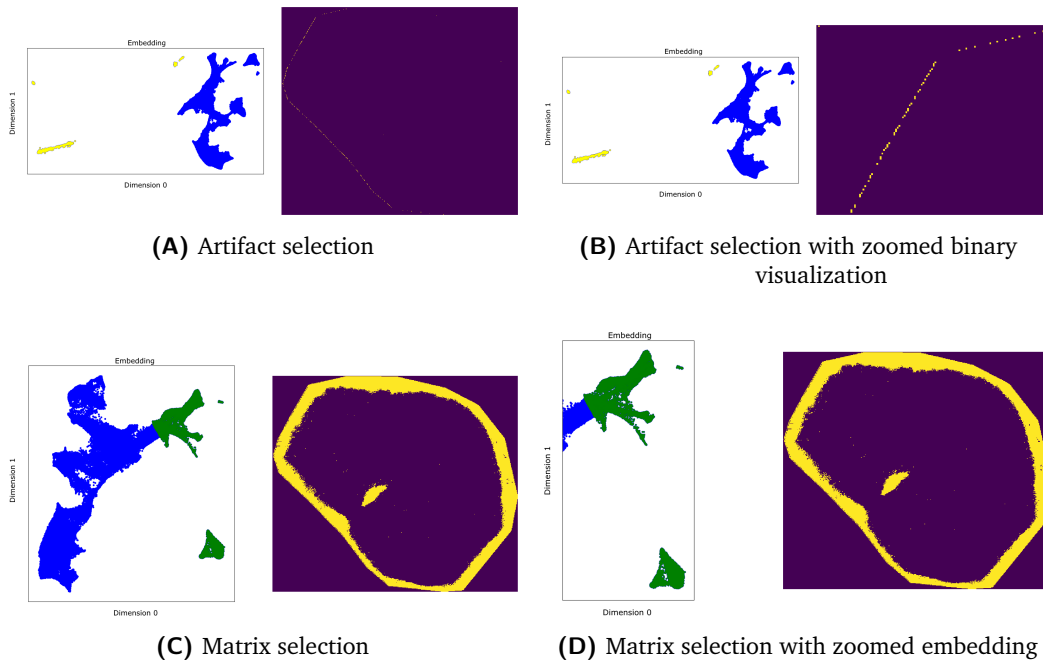 Embedding
Dimension 1
Dimension 0
Embedding
Dimension 1
Dimension 0
(A) Artifact selection
(B) Artifact selection with zoomed binary
visualization
Embedding
Dimension 1
Dimension 0
Embedding
Dimension 1
Dimension 0
(C) Matrix selection
(D) Matrix selection with zoomed embedding